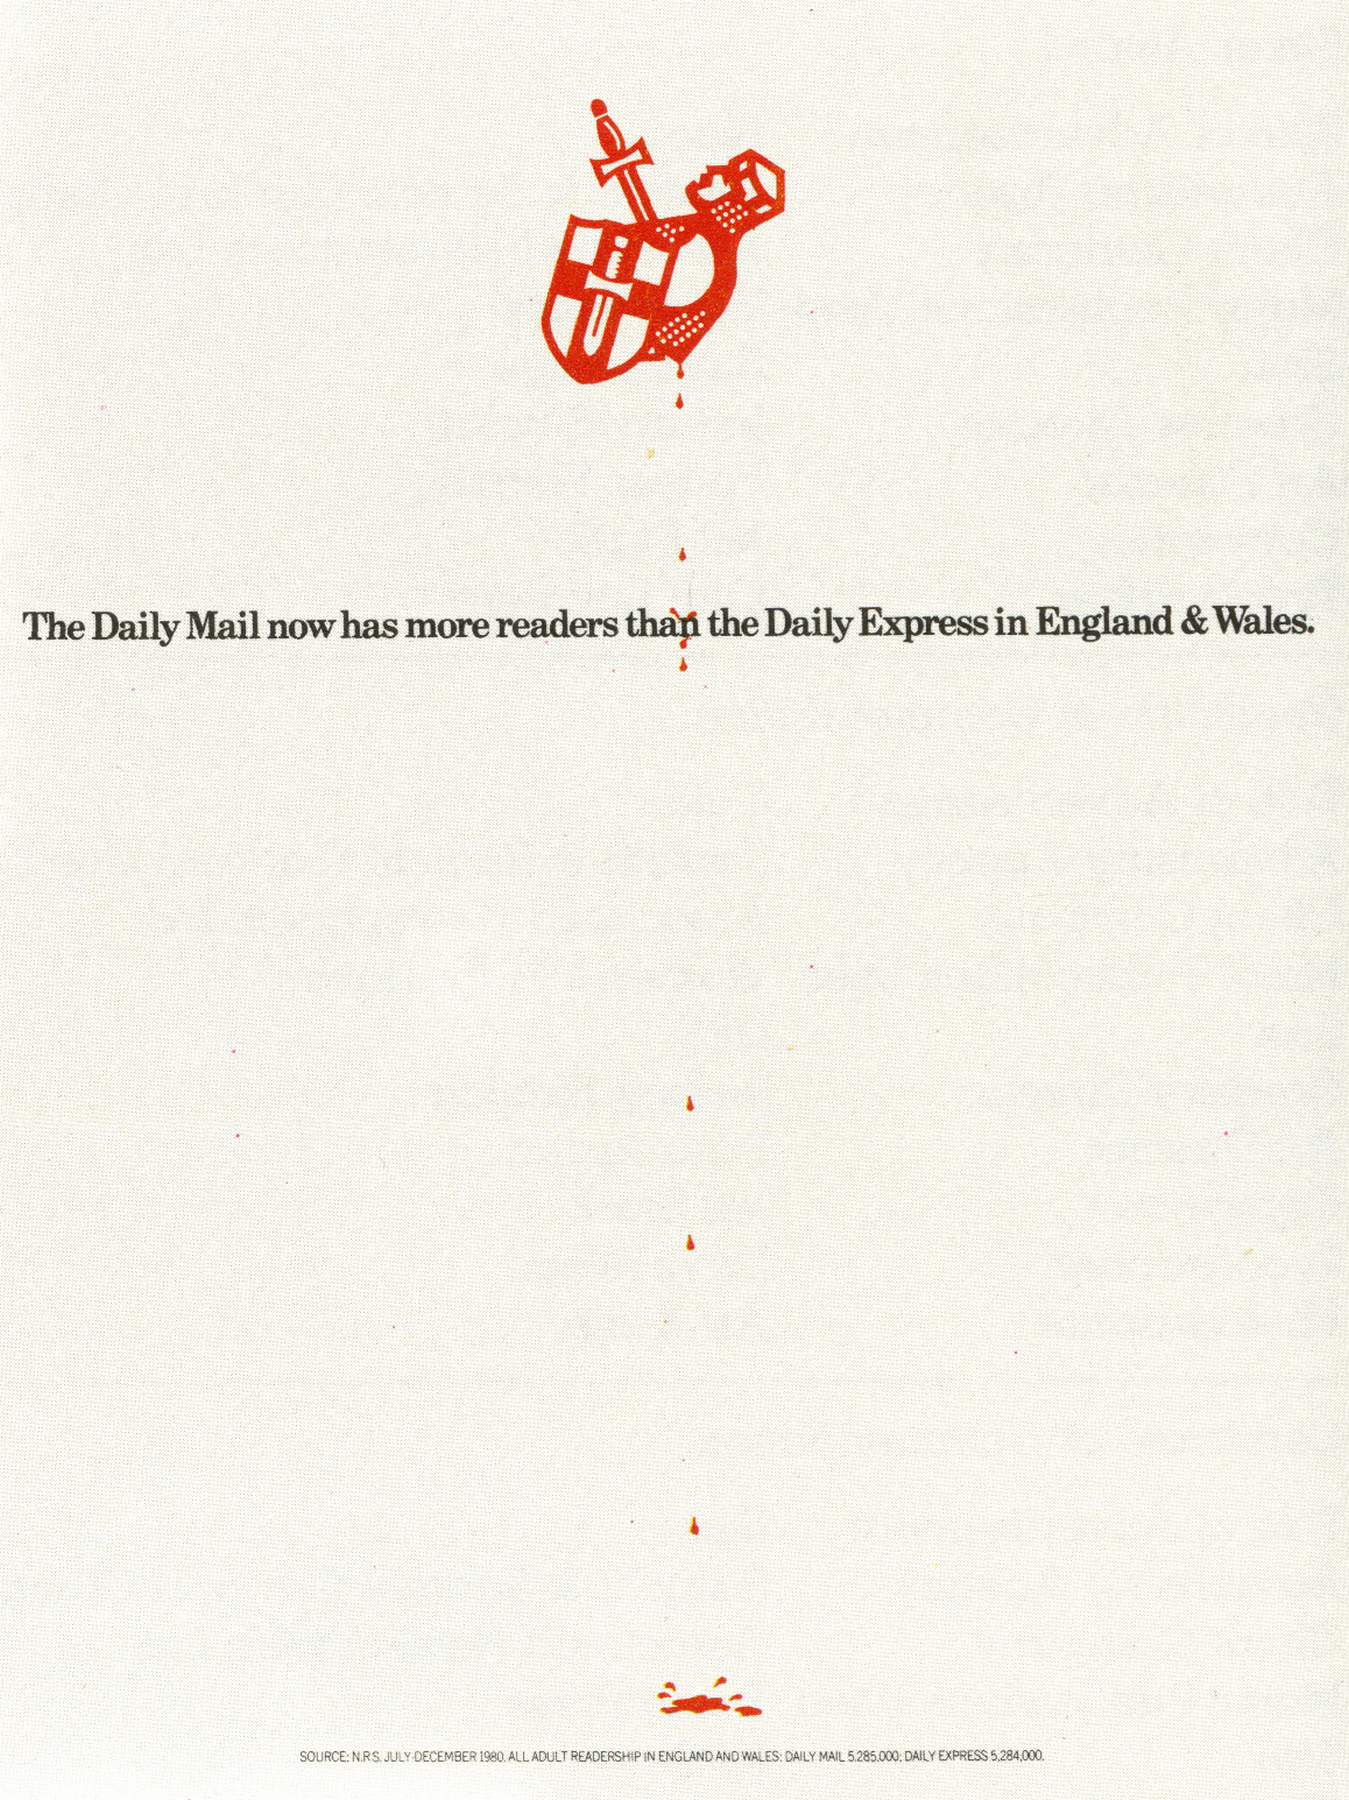 The Daily Mail now has more readers than the Daily Express in England & Wales.
SOURCE: N.R.S. JULY-DECEMBER 1980. ALL ADULT READERSHIP IN ENGLAND AND WALES: DAILY MAIL 5,285,000; DAILY EXPRESS 5,284,000.